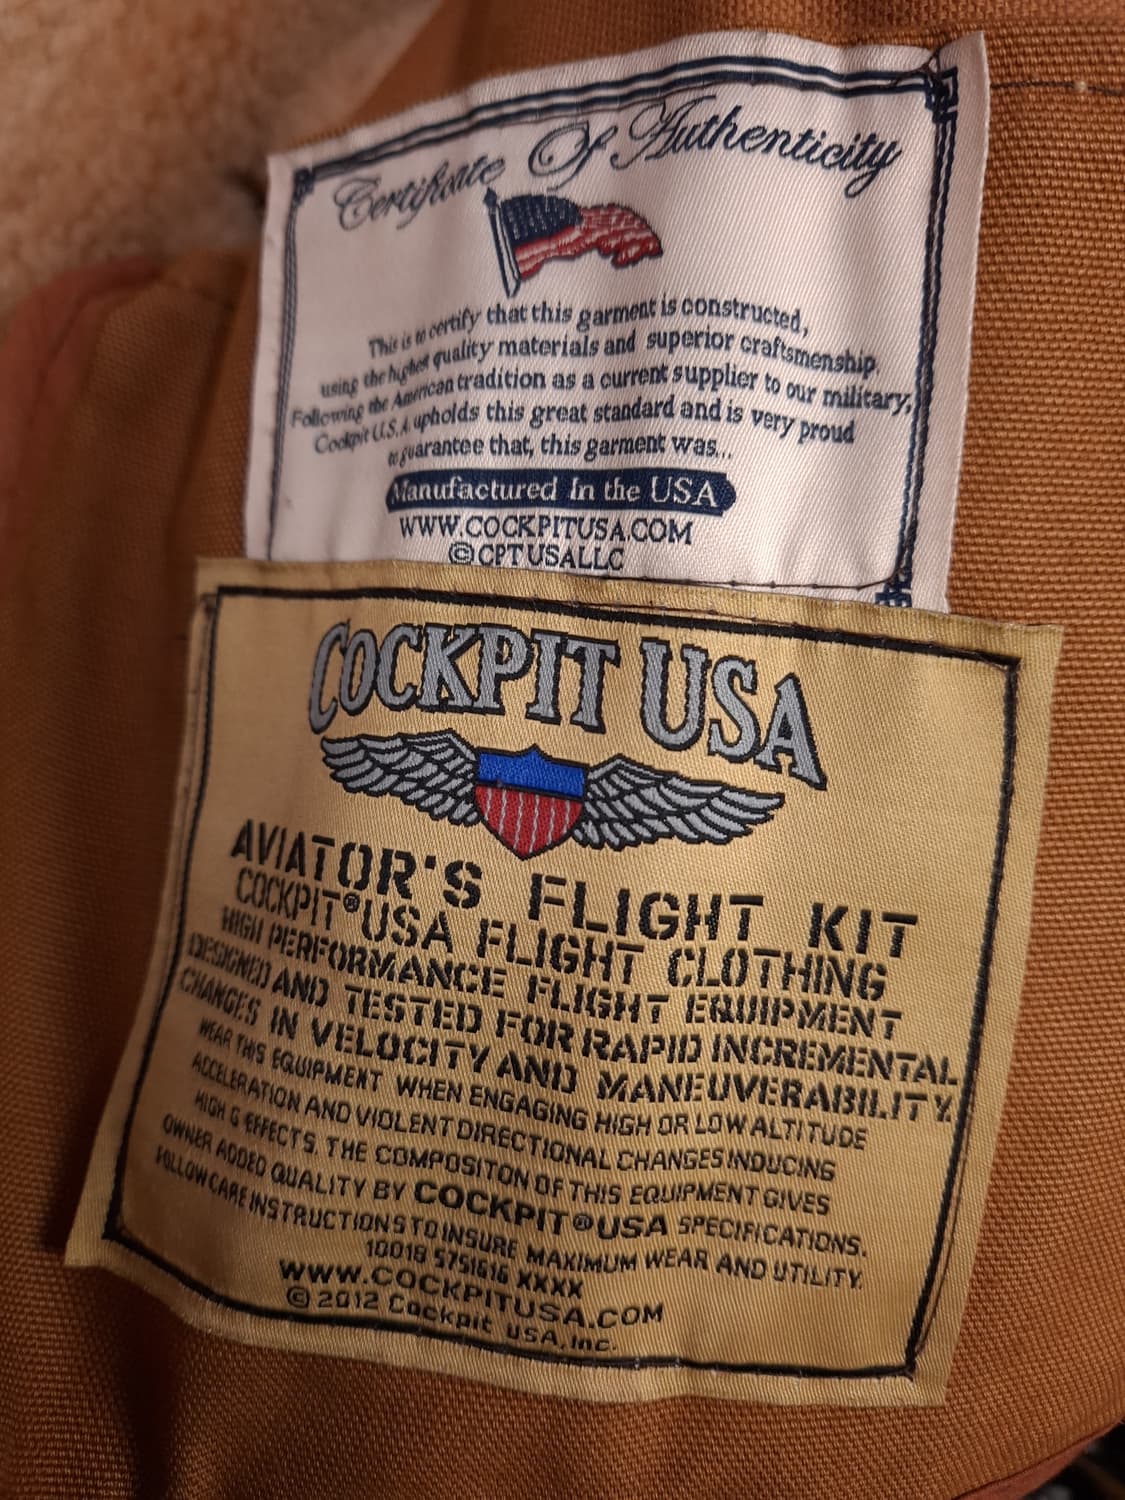 Certificate Of Authenticity
This is to certify that this garment is constructed,
using the highest quality materials and superior craftsmenship.
Following the American tradition as a current supplier to our military,
Cockpit U.S.A upholds this great standard and is very proud
to guarantee that, this garment was...
Manufactured In the USA
WWW.COCKPITUSA.COM
©CPTUSALLC
COCKPIT USA
AVIATOR'S FLIGHT KIT
COCKPIT® USA FLIGHT CLOTHING
HIGH PERFORMANCE FLIGHT EQUIPMENT
DESIGNED AND TESTED FOR RAPID INCREMENTAL
CHANGES IN VELOCITY AND MANEUVERABILITY.
WEAR THIS EQUIPMENT WHEN ENGAGING HIGH OR LOW ALTITUDE
ACCELERATION AND VIOLENT DIRECTIONAL CHANGES INDUCING
HIGH G EFFECTS. THE COMPOSITON OF THIS EQUIPMENT GIVES
OWNER ADDED QUALITY BY COCKPIT® USA SPECIFICATIONS.
FOLLOW CARE INSTRUCTIONS TO INSURE MAXIMUM WEAR AND UTILITY.
10018 5751616 XXXX
WWW.COCKPITUSA.COM
© 2012 Cockpit USA, Inc.